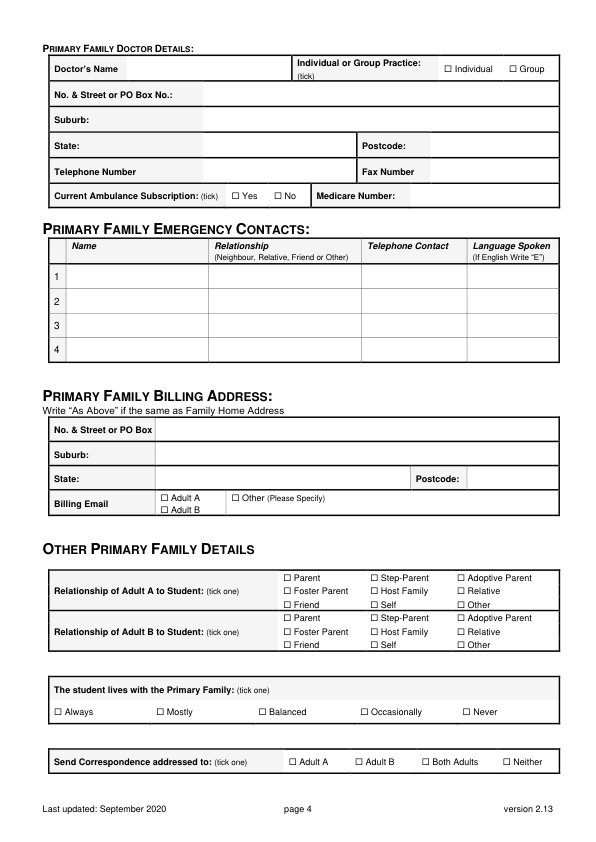 PRIMARY FAMILY DOCTOR DETAILS:
Doctor's Name Individual or Group Practice: (tick) ☐ Individual ☐ Group
No. & Street or PO Box No.:
Suburb:
State: Postcode:
Telephone Number Fax Number
Current Ambulance Subscription: (tick) ☐ Yes ☐ No Medicare Number:
PRIMARY FAMILY EMERGENCY CONTACTS:
Name Relationship Telephone Contact Language Spoken
(Neighbour, Relative, Friend or Other) (If English Write "E")
1
2
3
4
PRIMARY FAMILY BILLING ADDRESS:
Write "As Above" if the same as Family Home Address
No. & Street or PO Box
Suburb:
State: Postcode:
Billing Email ☐ Adult A ☐ Other (Please Specify)
☐ Adult B
OTHER PRIMARY FAMILY DETAILS
Relationship of Adult A to Student: (tick one)
☐ Parent ☐ Step-Parent ☐ Adoptive Parent
☐ Foster Parent ☐ Host Family ☐ Relative
☐ Friend ☐ Self ☐ Other
Relationship of Adult B to Student: (tick one)
☐ Parent ☐ Step-Parent ☐ Adoptive Parent
☐ Foster Parent ☐ Host Family ☐ Relative
☐ Friend ☐ Self ☐ Other
The student lives with the Primary Family: (tick one)
☐ Always ☐ Mostly ☐ Balanced ☐ Occasionally ☐ Never
Send Correspondence addressed to: (tick one) ☐ Adult A ☐ Adult B ☐ Both Adults ☐ Neither
Last updated: September 2020 page 4 version 2.13